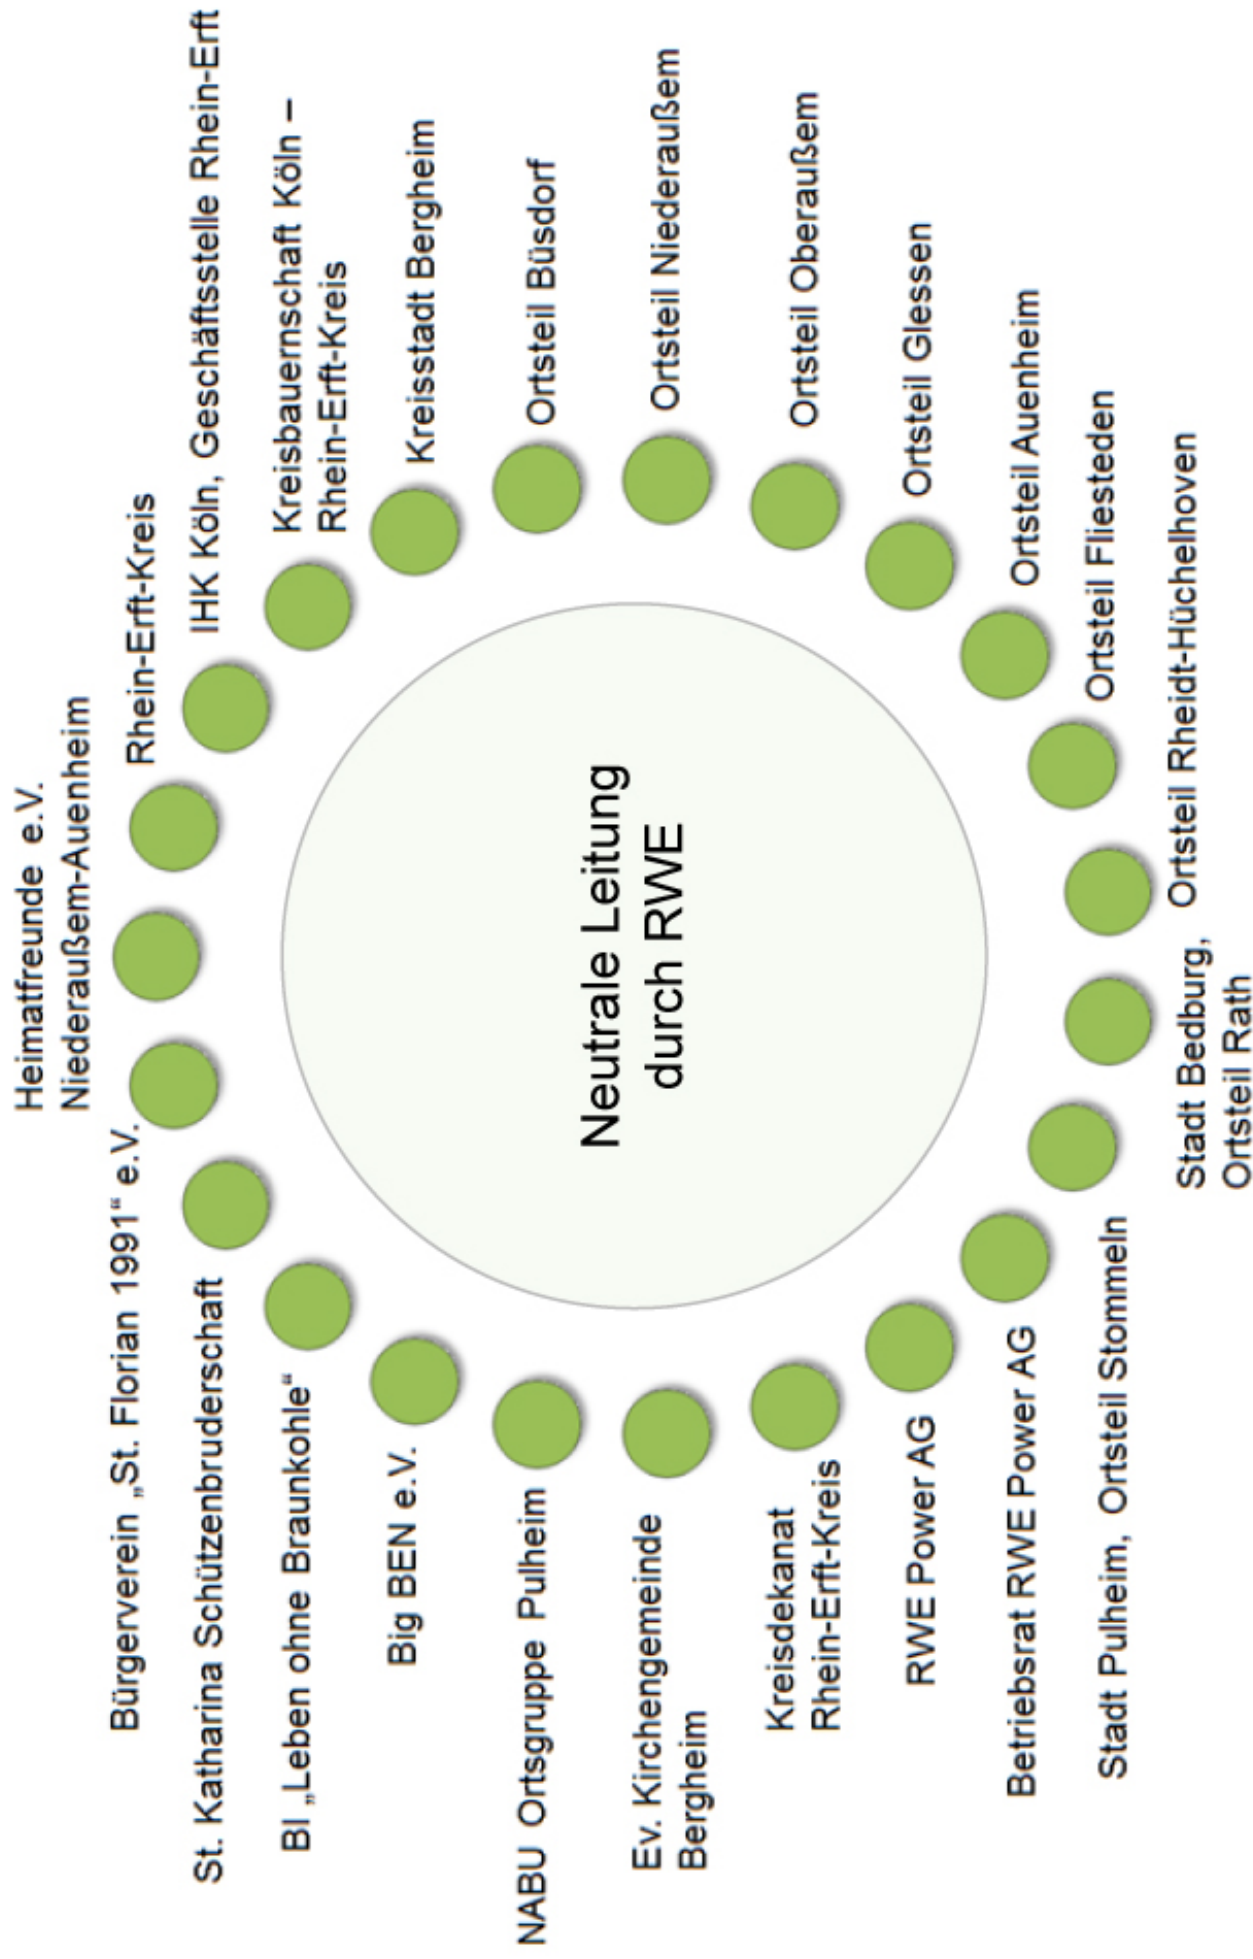 Heimatfreunde e.V.
Niederaußem-Auenheim
Rhein-Erft-Kreis
IHK Köln, Geschäftsstelle Rhein-Erft
Kreisbauernschaft Köln –
Rhein-Erft-Kreis
Kreisstadt Bergheim
Ortsteil Büsdorf
Ortsteil Niederaußem
Ortsteil Oberaußem
Ortsteil Glessen
Ortsteil Auenheim
Ortsteil Fliesteden
Ortsteil Rheidt-Hüchelhoven
Stadt Bedburg,
Ortsteil Rath
Stadt Pulheim, Ortsteil Stommeln
Betriebsrat RWE Power AG
RWE Power AG
Kreisdekanat
Rhein-Erft-Kreis
Ev. Kirchengemeinde
Bergheim
NABU Ortsgruppe Pulheim
Big BEN e.V.
BI „Leben ohne Braunkohle“
St. Katharina Schützenbruderschaft
Bürgerverein „St. Florian 1991“ e.V.
Neutrale Leitung
durch RWE